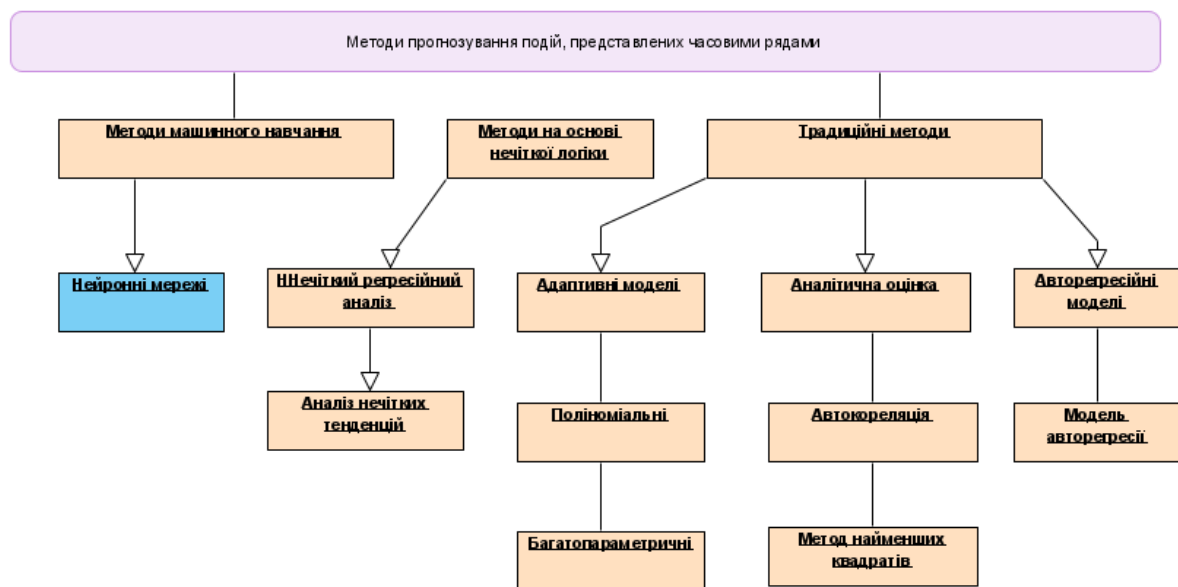 Методи прогнозування подій, представлених часовими рядами
Методи машинного навчання
Методи на основі
нечіткої логіки
Традиційні методи
Нейронні мережі
ННечіткий регресійний
аналіз
Адаптивні моделі
Аналітична оцінка
Авторегресійні
моделі
Аналіз нечітких
тенденцій
Поліноміальні
Автокореляція
Модель
авторегресії
Багатопараметричні
Метод найменших
квадратів